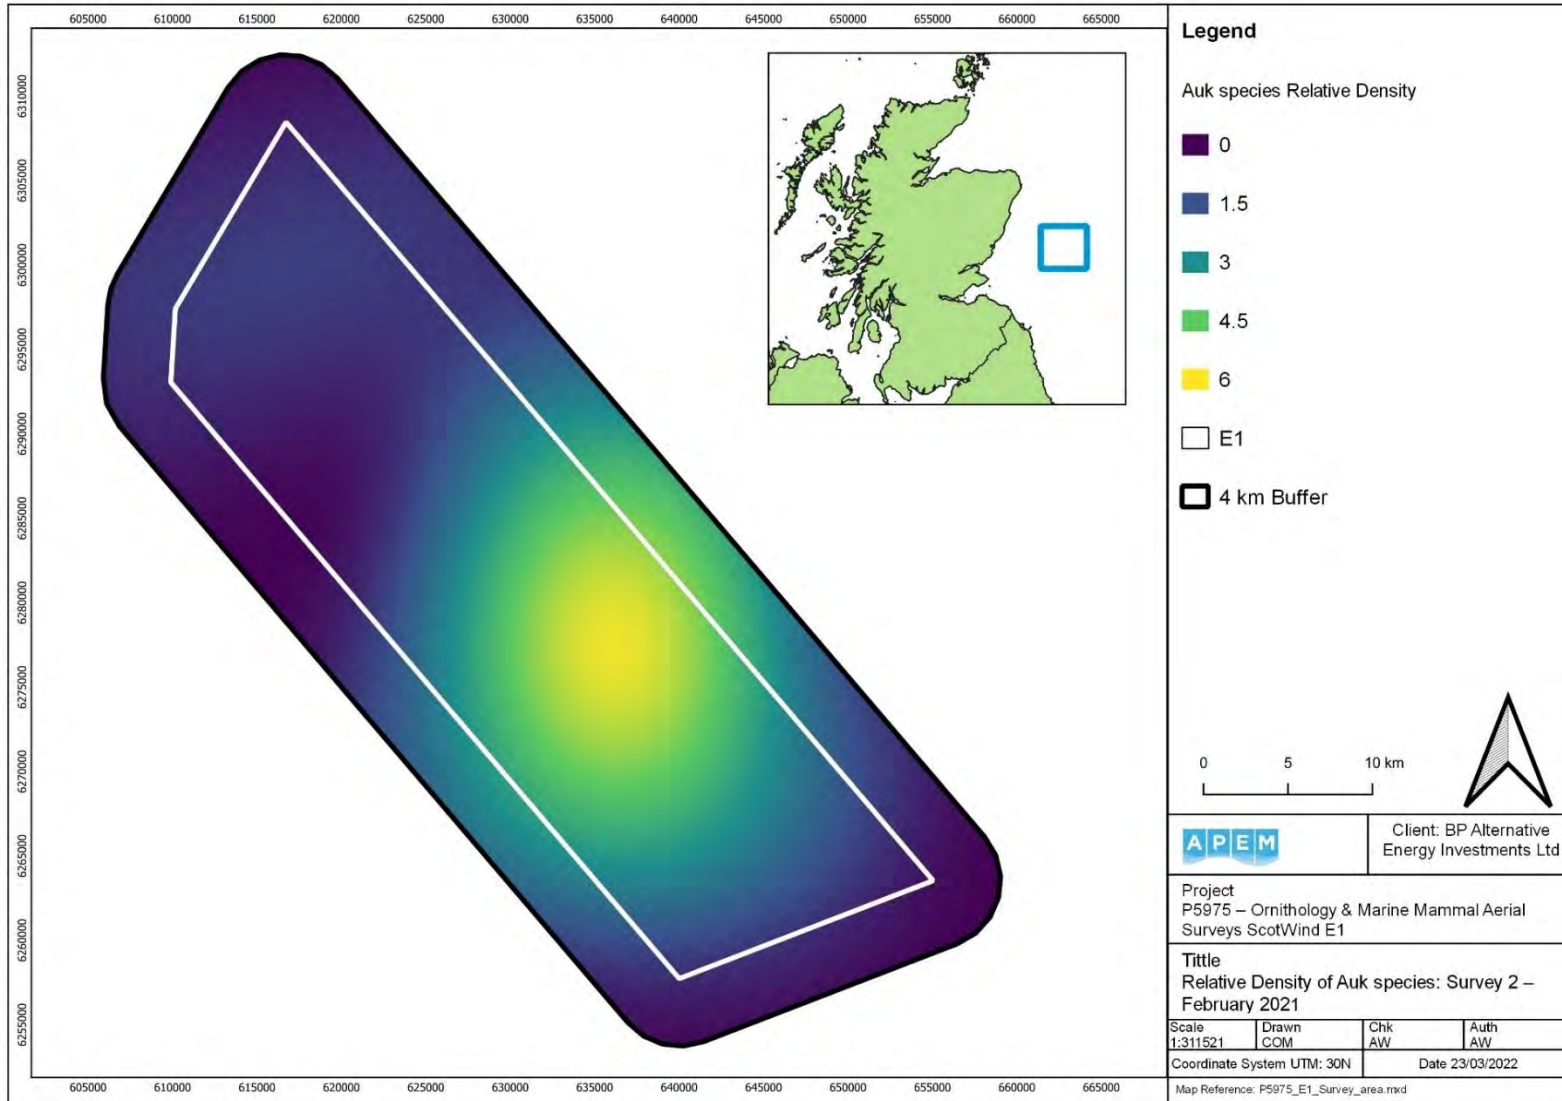 605000 610000 615000 620000 625000 630000 635000 640000 645000 650000 655000 660000 665000
6310000
6305000
6300000
6295000
6290000
6285000
6280000
6275000
6270000
6265000
6260000
6255000
605000 610000 615000 620000 625000 630000 635000 640000 645000 650000 655000 660000 665000
Legend
Auk species Relative Density
0
1.5
3
4.5
6
E1
4 km Buffer
0 5 10 km
APEM
Client: BP Alternative
Energy Investments Ltd
Project
P5975 – Ornithology & Marine Mammal Aerial
Surveys ScotWind E1
Tittle
Relative Density of Auk species: Survey 2 –
February 2021
Scale Drawn Chk Auth
1:311521 COM AW AW
Coordinate System UTM: 30N Date 23/03/2022
Map Reference: P5975_E1_Survey_area.mxd